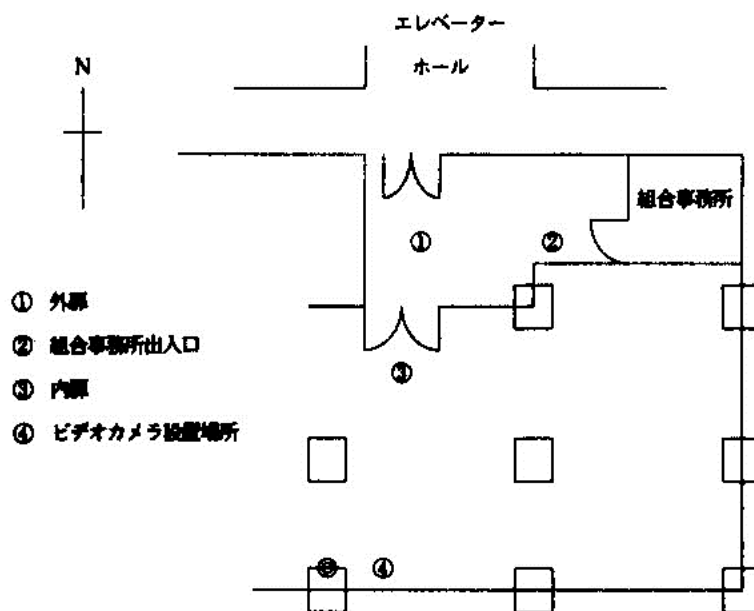 エレベーター
ホール
N
組合事務所
①
②
① 外扉
② 組合事務所出入口
③ 内扉
③
④ ビデオカメラ設置場所
④